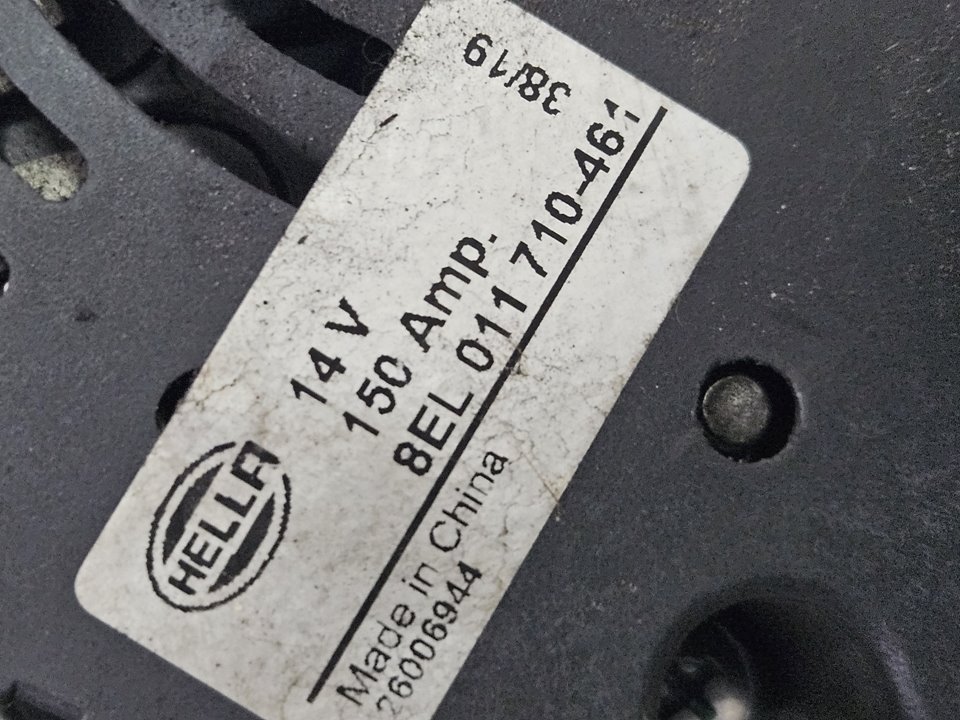 38/19
HELLA
14 V
150 Amp.
8EL 011 710-461
Made in China
26006944